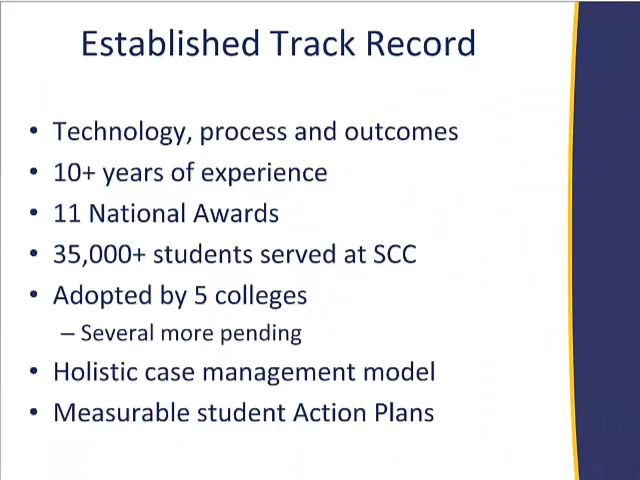 Established Track Record
• Technology, process and outcomes
• 10+ years of experience
• 11 National Awards
• 35,000+ students served at SCC
• Adopted by 5 colleges
– Several more pending
• Holistic case management model
• Measurable student Action Plans